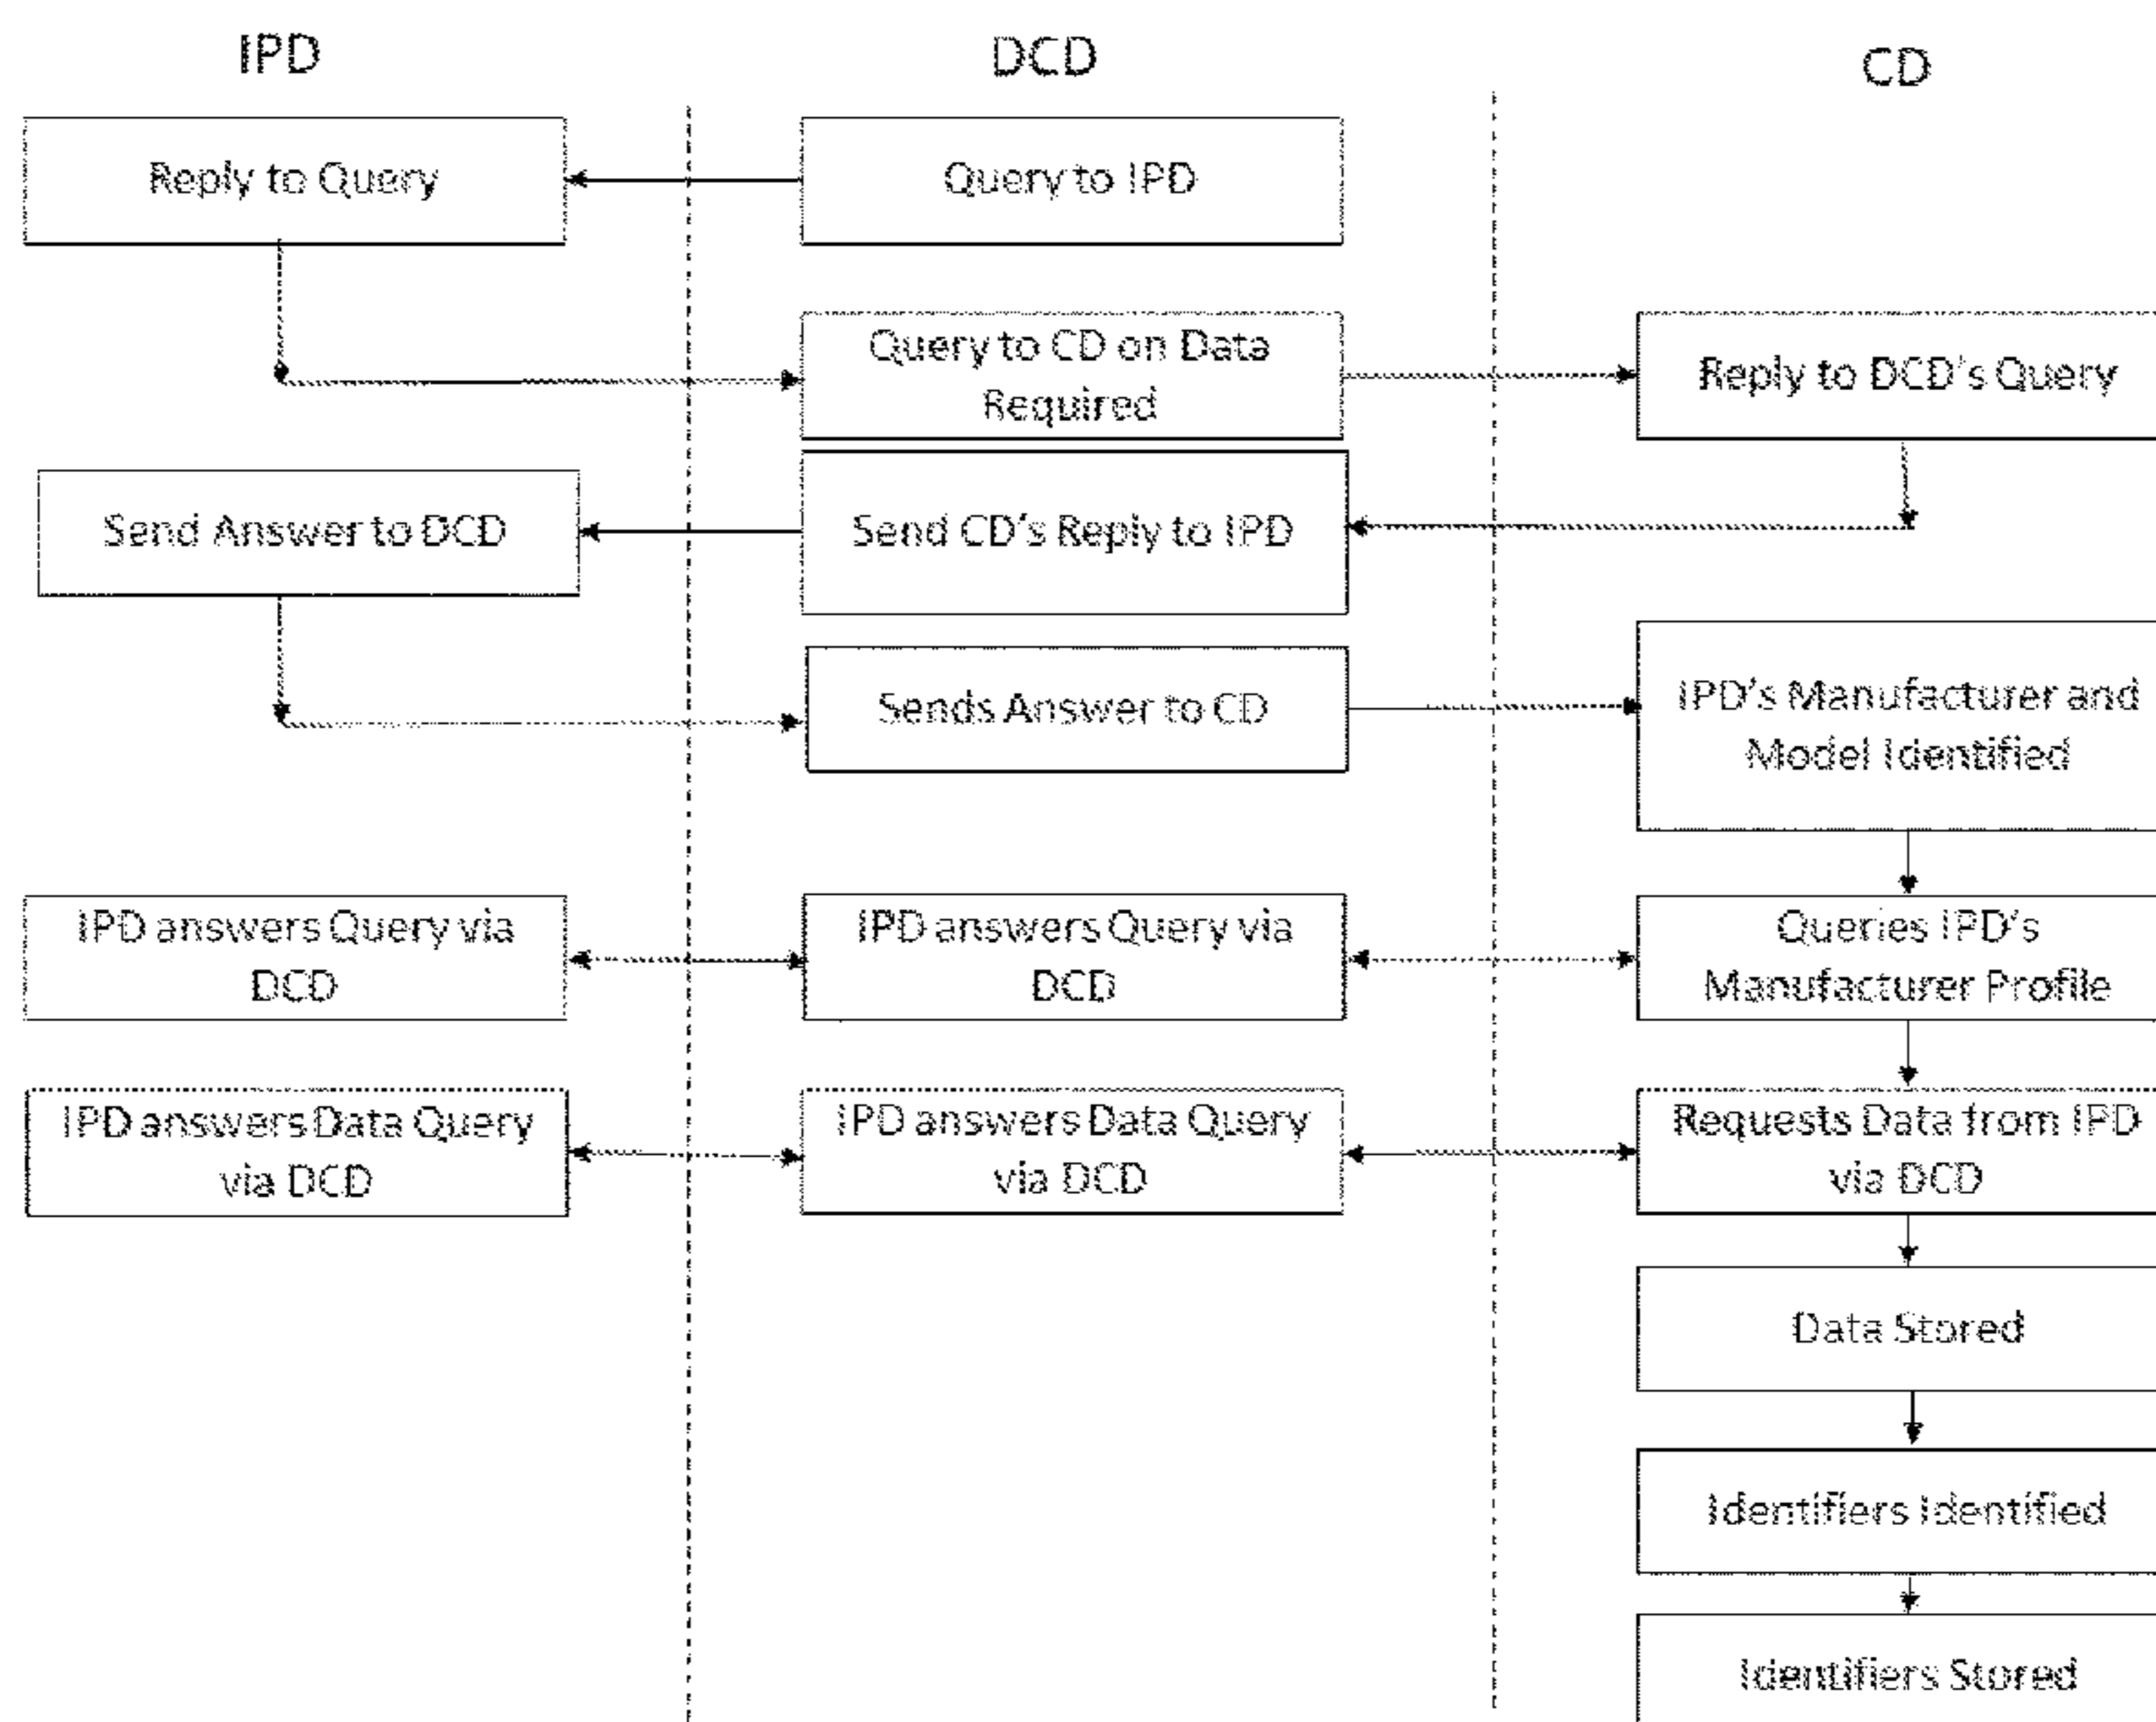 IPD
DCD
CD
Reply to Query
Query to IPD
Query to CD on Data
Required
Reply to DCD's Query
Send Answer to DCD
Send CD's Reply to IPD
Sends Answer to CD
IPD's Manufacturer and
Model Identified
IPD answers Query via
DCD
IPD answers Query via
DCD
Queries IPD's
Manufacturer Profile
IPD answers Data Query
via DCD
IPD answers Data Query
via DCD
Requests Data from IPD
via DCD
Data Stored
Identifiers Identified
Identifiers Stored